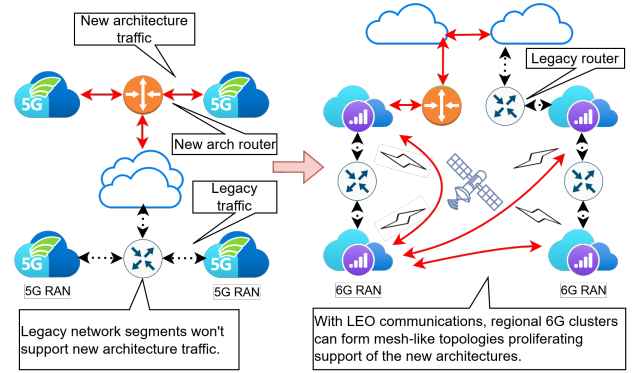 New architecture
traffic
5G
5G
New arch router
Legacy
traffic
5G
5G
5G RAN
5G RAN
Legacy network segments won't
support new architecture traffic.
Legacy router
6G RAN
6G RAN
With LEO communications, regional 6G clusters
can form mesh-like topologies proliferating
support of the new architectures.